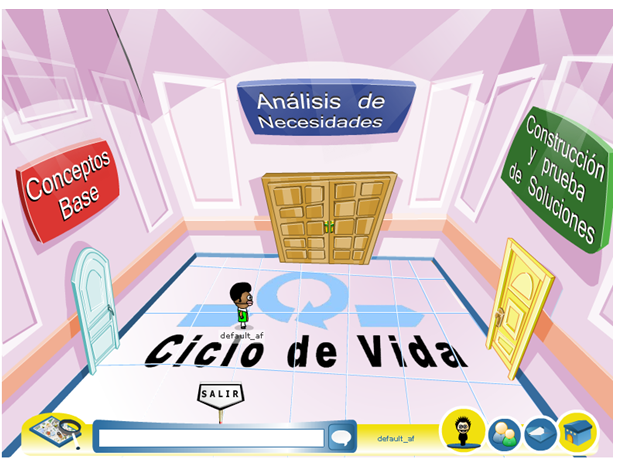 Análisis de
Necesidades
Conceptos
Base
Construcción
y prueba
de Soluciones
default_af
Ciclo de Vida
SALIR
default_af